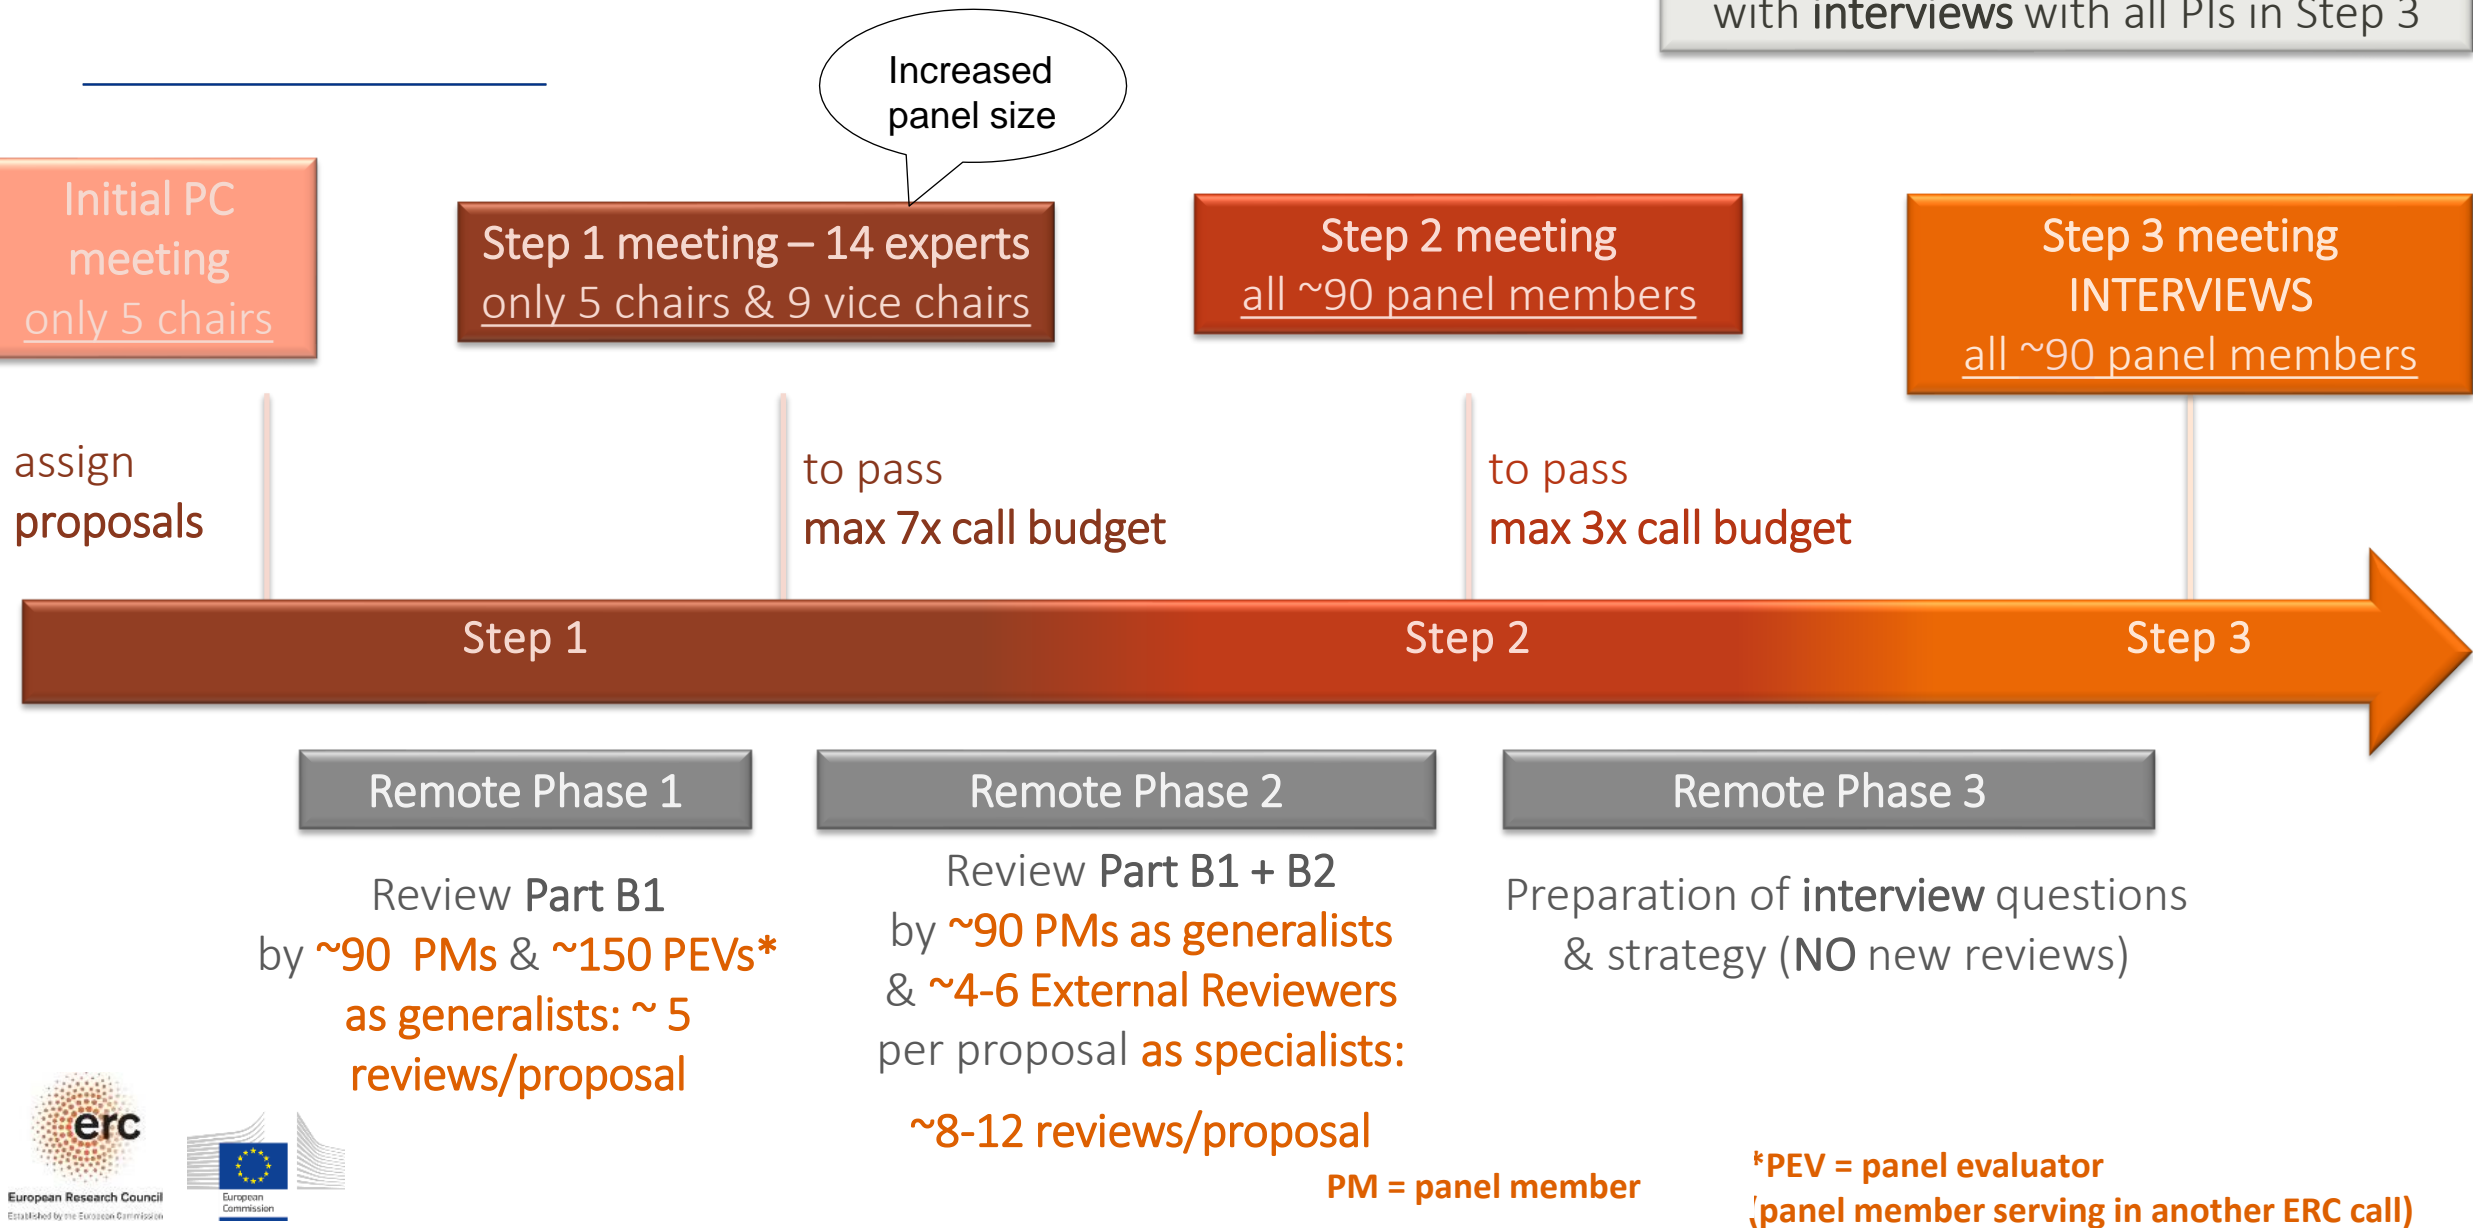 with interviews with all PIs in Step 3
Increased
panel size
Initial PC
meeting
only 5 chairs
Step 1 meeting – 14 experts
only 5 chairs & 9 vice chairs
Step 2 meeting
all ~90 panel members
Step 3 meeting
INTERVIEWS
all ~90 panel members
assign
proposals
to pass
max 7x call budget
to pass
max 3x call budget
Step 1
Step 2
Step 3
Remote Phase 1
Remote Phase 2
Remote Phase 3
Review Part B1
by ~90 PMs & ~150 PEVs*
as generalists: ~ 5
reviews/proposal
Review Part B1 + B2
by ~90 PMs as generalists
& ~4-6 External Reviewers
per proposal as specialists:
~8-12 reviews/proposal
Preparation of interview questions
& strategy (NO new reviews)
erc
European Research Council
Established by the European Commission
European
Commission
PM = panel member
*PEV = panel evaluator
(panel member serving in another ERC call)